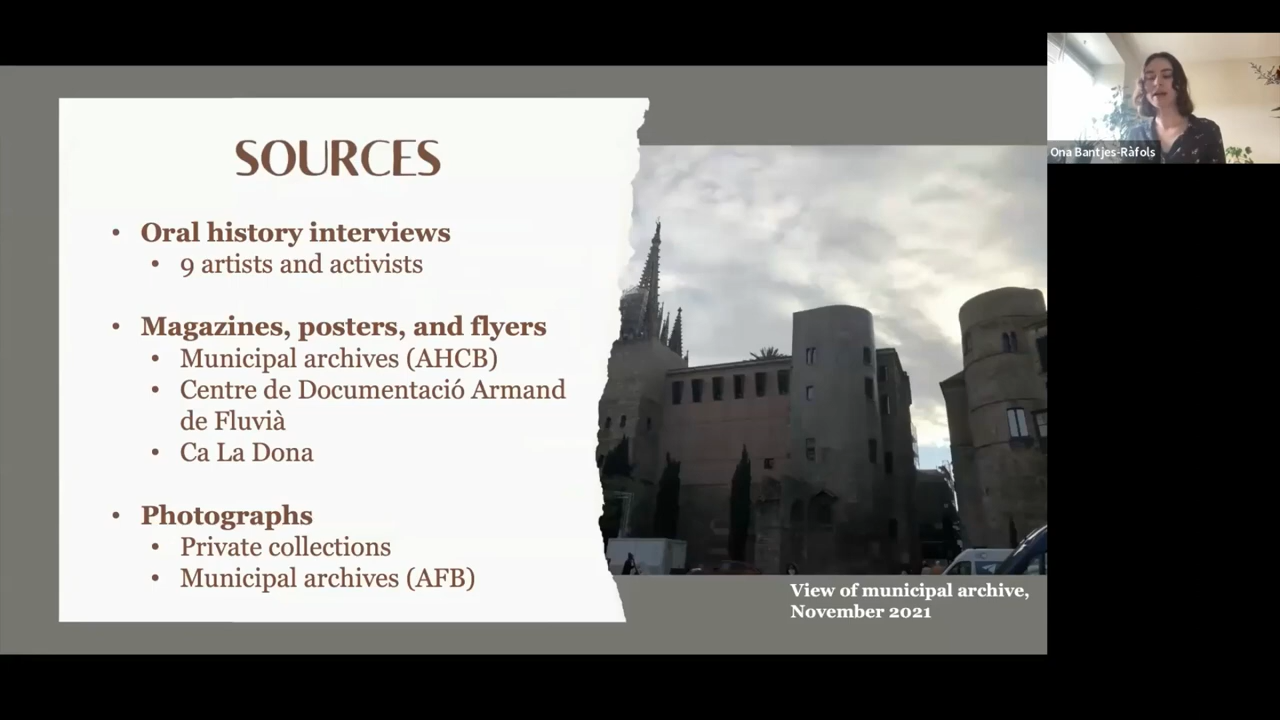 SOURCES
• Oral history interviews
• 9 artists and activists
• Magazines, posters, and flyers
• Municipal archives (AHCB)
• Centre de Documentació Armand
de Fluvià
• Ca La Dona
• Photographs
• Private collections
• Municipal archives (AFB)
View of municipal archive,
November 2021
Ona Bantjes-Ràfols